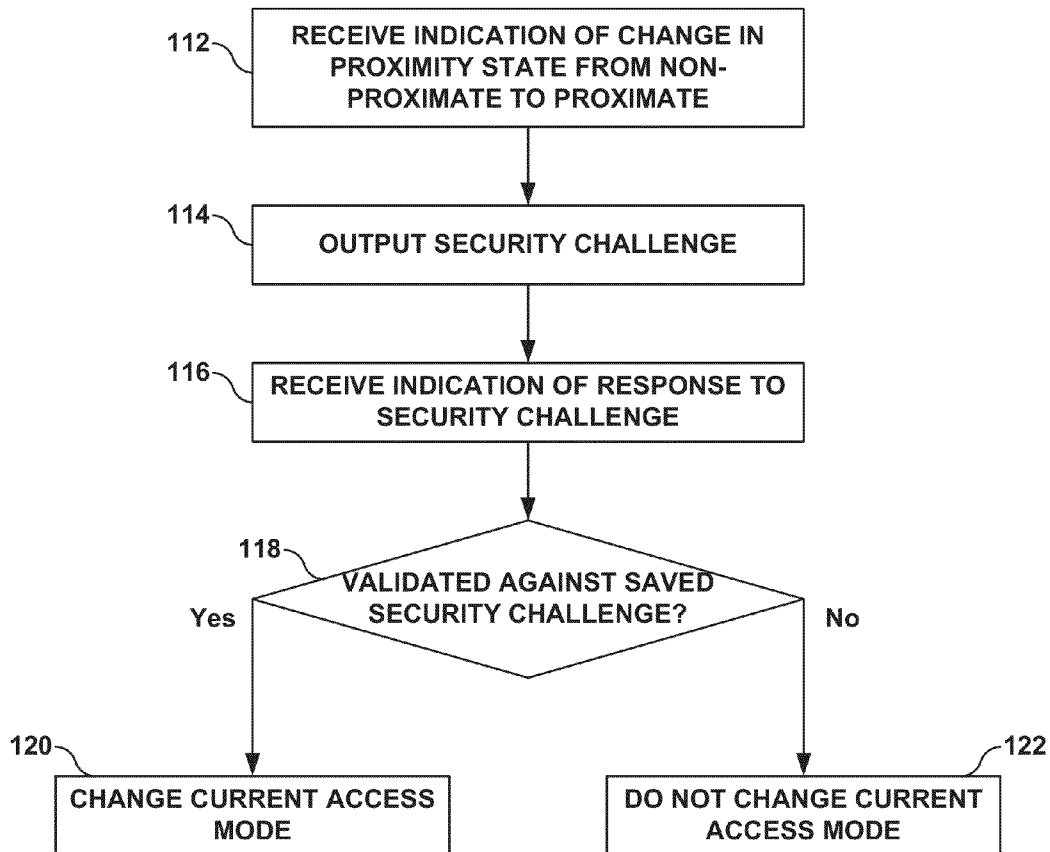 112
RECEIVE INDICATION OF CHANGE IN
PROXIMITY STATE FROM NON-
PROXIMATE TO PROXIMATE
114
OUTPUT SECURITY CHALLENGE
116
RECEIVE INDICATION OF RESPONSE TO
SECURITY CHALLENGE
118
VALIDATED AGAINST SAVED
SECURITY CHALLENGE?
Yes
No
120
CHANGE CURRENT ACCESS
MODE
122
DO NOT CHANGE CURRENT
ACCESS MODE